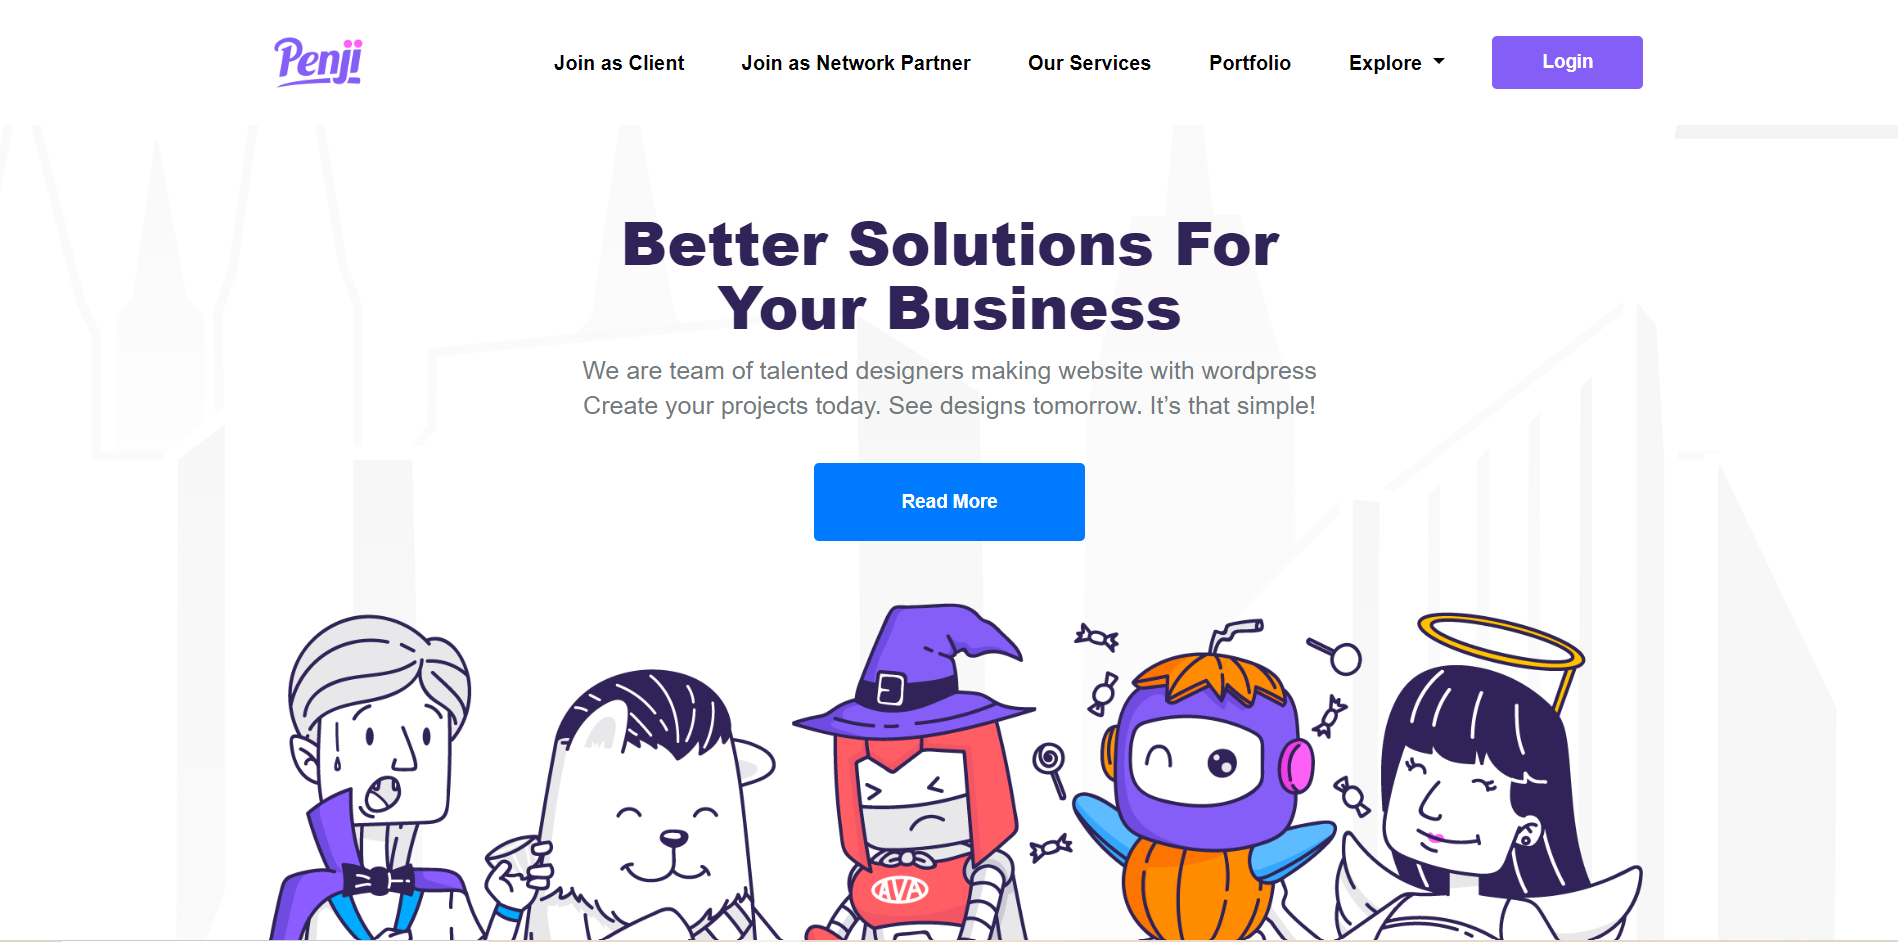 Penji
Join as Client
Join as Network Partner
Our Services
Portfolio
Explore
Login
Better Solutions For
Your Business
We are team of talented designers making website with wordpress
Create your projects today. See designs tomorrow. It’s that simple!
Read More
AVA